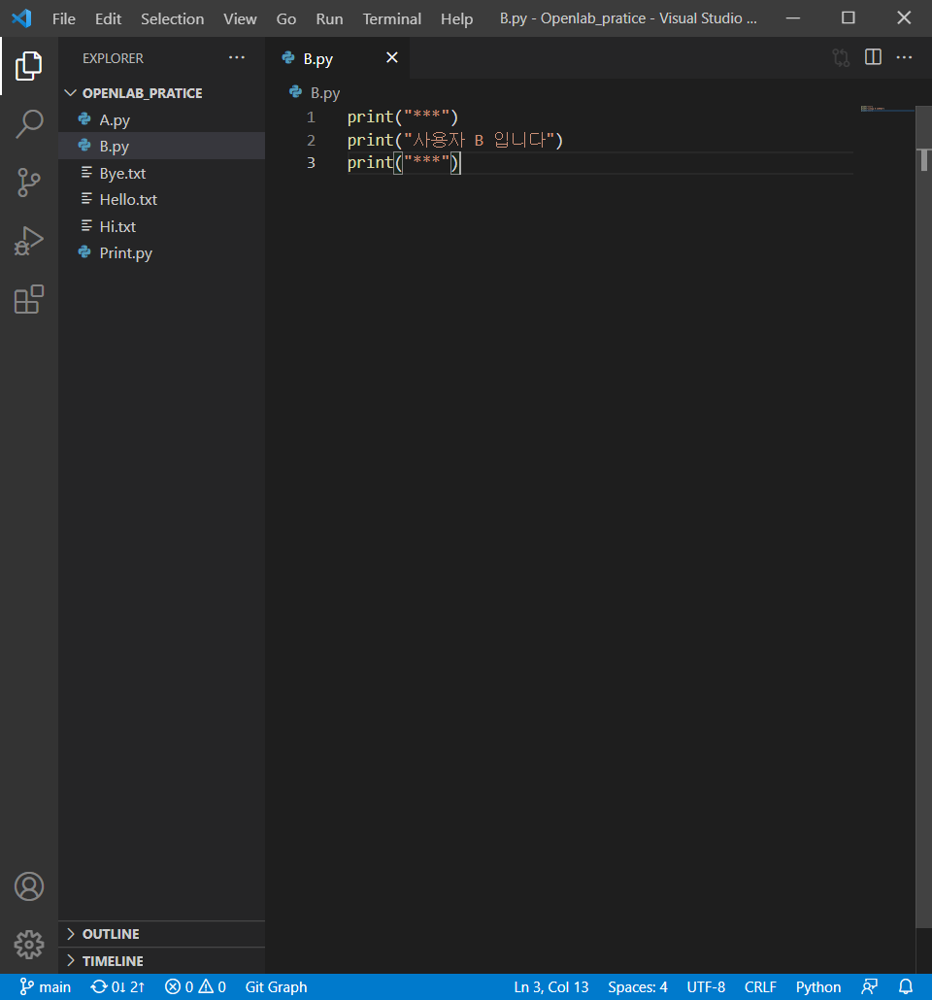 File Edit Selection View Go Run Terminal Help B.py - Openlab_pratice - Visual Studio ...
EXPLORER
OPENLAB_PRATICE
A.py
B.py
Bye.txt
Hello.txt
Hi.txt
Print.py
OUTLINE
TIMELINE
B.py
B.py
1 print("***")
2 print("사용자 B 입니다")
3 print("***")
main 0↓ 2↑ 0 0 Git Graph Ln 3, Col 13 Spaces: 4 UTF-8 CRLF Python